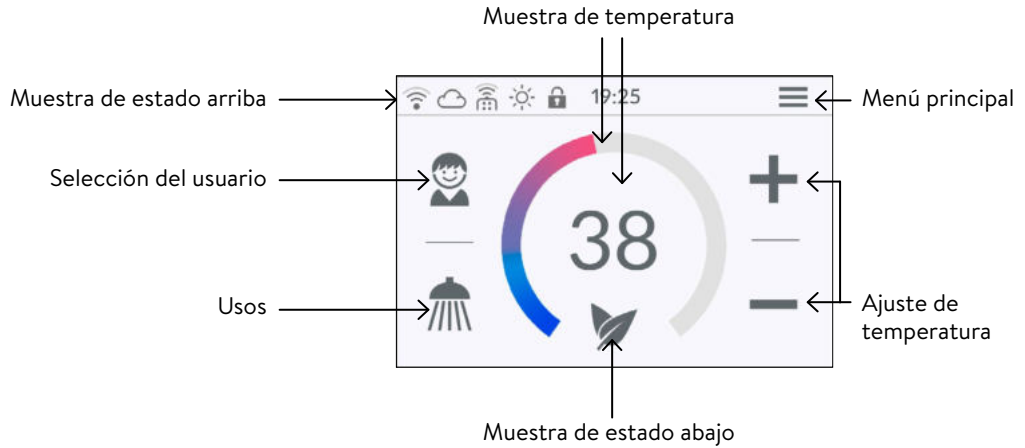 Muestra de temperatura
Muestra de estado arriba
19:25
Menú principal
Selección del usuario
38
Usos
Ajuste de
temperatura
Muestra de estado abajo